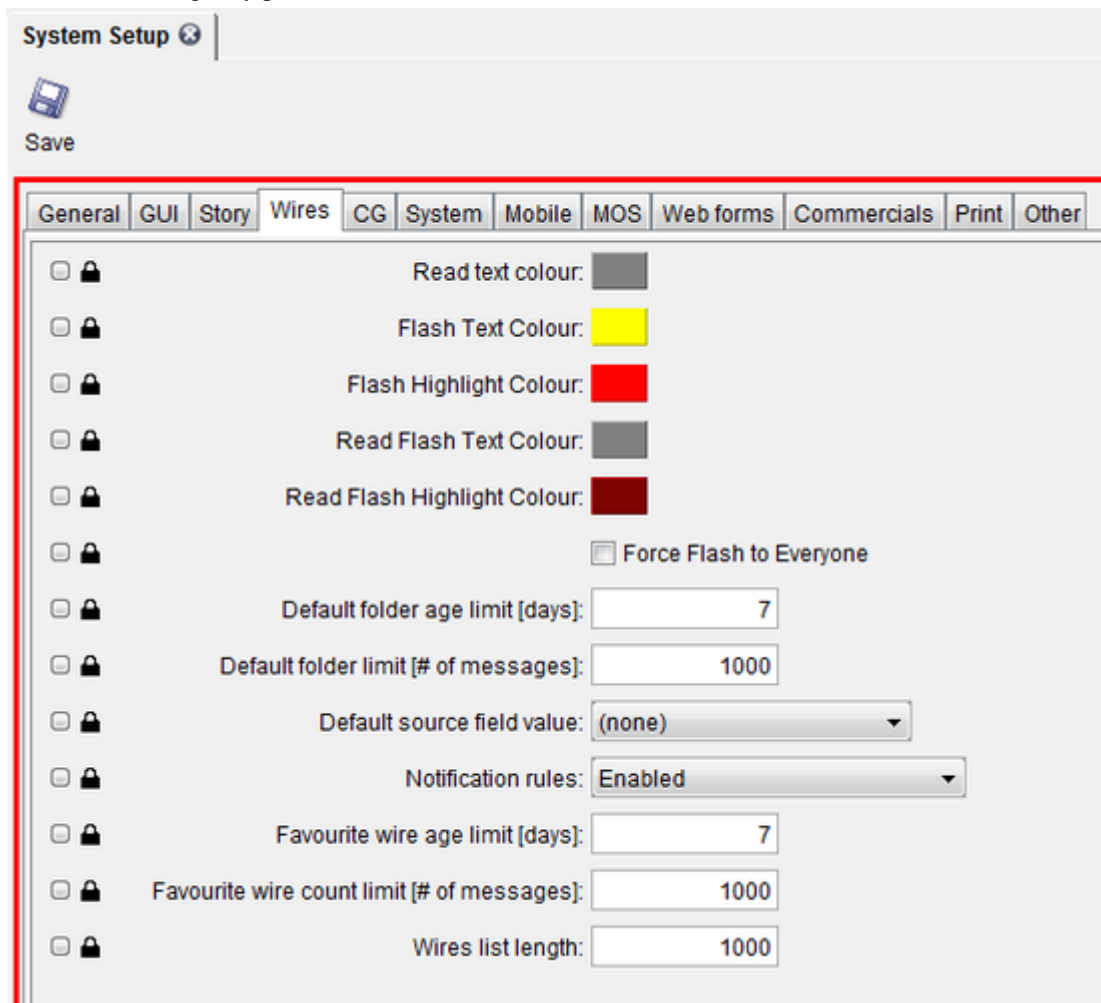 System Setup
Save
General GUI Story Wires CG System Mobile MOS Web forms Commercials Print Other
Read text colour:
Flash Text Colour:
Flash Highlight Colour:
Read Flash Text Colour:
Read Flash Highlight Colour:
Force Flash to Everyone
Default folder age limit [days]: 7
Default folder limit [# of messages]: 1000
Default source field value: (none)
Notification rules: Enabled
Favourite wire age limit [days]: 7
Favourite wire count limit [# of messages]: 1000
Wires list length: 1000